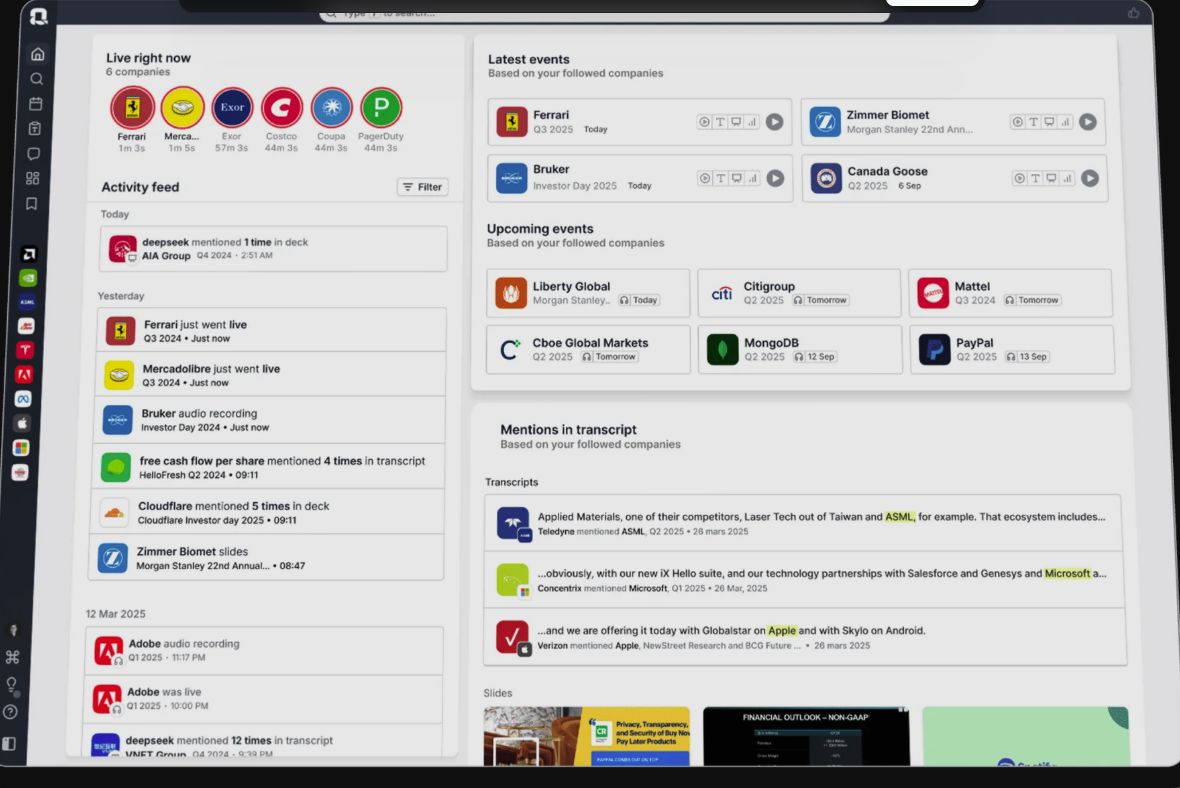 Type / to search...
Live right now
6 companies
Exor
Ferrari
1m 3s
Merca...
1m 5s
Exor
57m 3s
Costco
44m 3s
Coupa
44m 3s
PagerDuty
44m 3s
Activity feed
Filter
Today
deepseek mentioned 1 time in deck
AIA Group Q4 2024 · 2:51 AM
Yesterday
Ferrari just went live
Q3 2024 • Just now
Mercadolibre just went live
Q3 2024 • Just now
Bruker audio recording
Investor Day 2024 • Just now
free cash flow per share mentioned 4 times in transcript
HelloFresh Q2 2024 • 09:11
Cloudflare mentioned 5 times in deck
Cloudflare Investor day 2025 • 09:11
Zimmer Biomet slides
Morgan Stanley 22nd Annual... • 08:47
12 Mar 2025
Adobe audio recording
Q1 2025 · 11:17 PM
Adobe was live
Q1 2025 · 10:00 PM
deepseek mentioned 12 times in transcript
VNET Group Q4 2024 · 9:39 PM
Latest events
Based on your followed companies
Ferrari
Q3 2025 Today
Zimmer Biomet
Morgan Stanley 22nd Ann...
BRUKER
Bruker
Investor Day 2025 Today
Canada Goose
Q2 2025 6 Sep
Upcoming events
Based on your followed companies
Liberty Global
Morgan Stanley.. Today
citi
Citigroup
Q2 2025 Tomorrow
MATTEL
Mattel
Q3 2024 Tomorrow
Cboe Global Markets
Q2 2025 Tomorrow
MongoDB
Q2 2025 12 Sep
PayPal
Q2 2025 13 Sep
Mentions in transcript
Based on your followed companies
Transcripts
Applied Materials, one of their competitors, Laser Tech out of Taiwan and ASML, for example. That ecosystem includes...
Teledyne mentioned ASML, Q2 2025 • 26 mars 2025
...obviously, with our new iX Hello suite, and our technology partnerships with Salesforce and Genesys and Microsoft a...
Concentrix mentioned Microsoft, Q1 2025 • 26 Mar, 2025
...and we are offering it today with Globalstar on Apple and with Skylo on Android.
Verizon mentioned Apple, NewStreet Research and BCG Future ... • 26 mars 2025
Slides
CR
Privacy, Transparency,
and Security of Buy Now
Pay Later Products
PAYPAL COMES OUT ON TOP
FINANCIAL OUTLOOK – NON-GAAP
Spotify
ASML